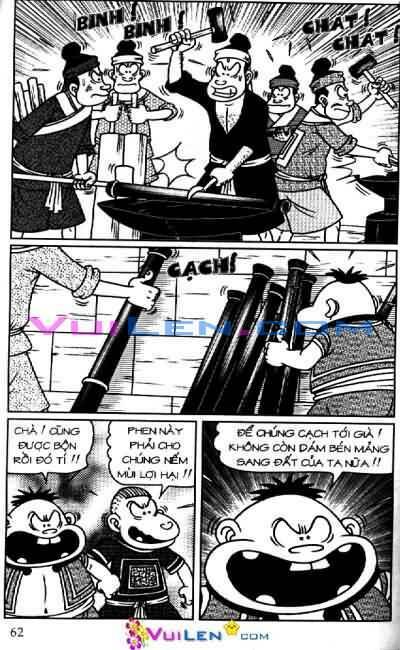 BINH!
BINH!
CHÁT!
CHÁT!
CẠCH!
VUILEN.COM
CHÀ! CŨNG
ĐƯỢC BỘN
RỒI ĐÓ TÍ!!
PHEN NÀY
PHẢI CHO
CHÚNG NẾM
MÙI LỢI HẠI!!
ĐỂ CHÚNG CẠCH TỚI GIÀ!
KHÔNG CÒN DÁM BÉN MẢNG
SANG ĐẤT CỦA TA NỮA!!
62
VUILEN.COM